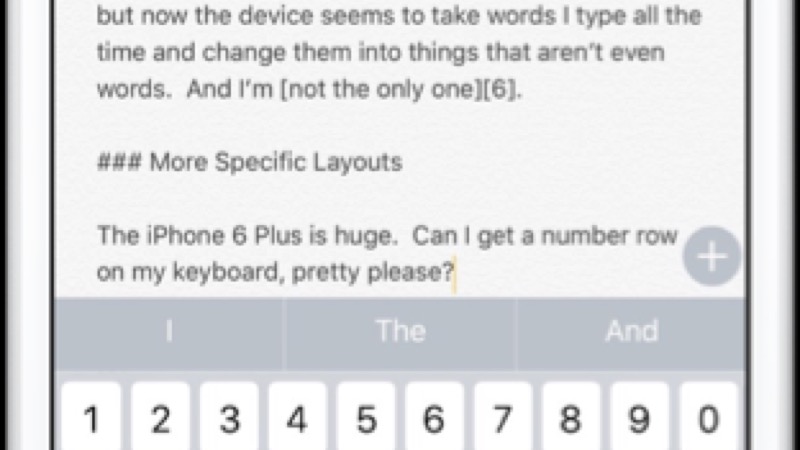 but now the device seems to take words I type all the
time and change them into things that aren't even
words.  And I'm [not the only one][6].
### More Specific Layouts
The iPhone 6 Plus is huge.  Can I get a number row
on my keyboard, pretty please?
I The And
1 2 3 4 5 6 7 8 9 0